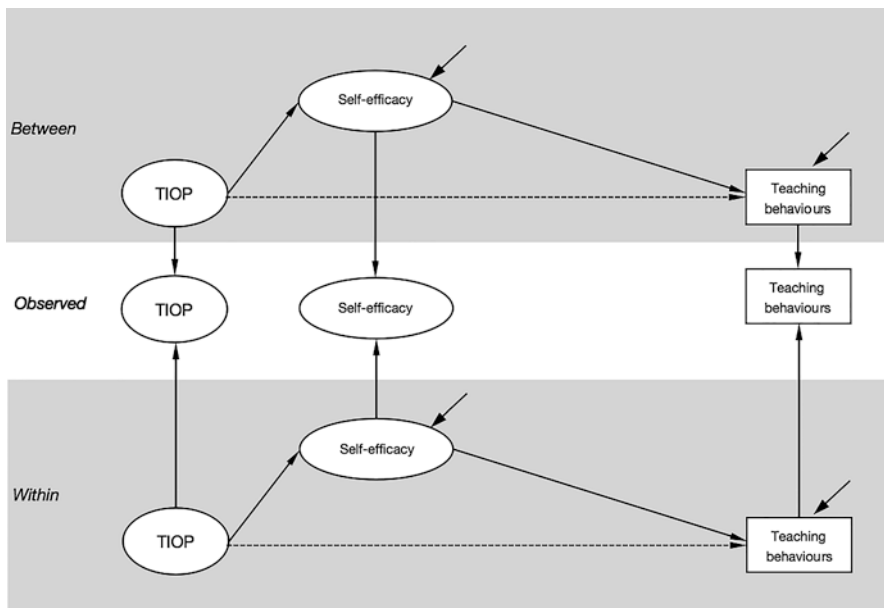 Self-efficacy
Between
TIOP
Teaching
behaviours
Observed
TIOP
Self-efficacy
Teaching
behaviours
Self-efficacy
Within
TIOP
Teaching
behaviours